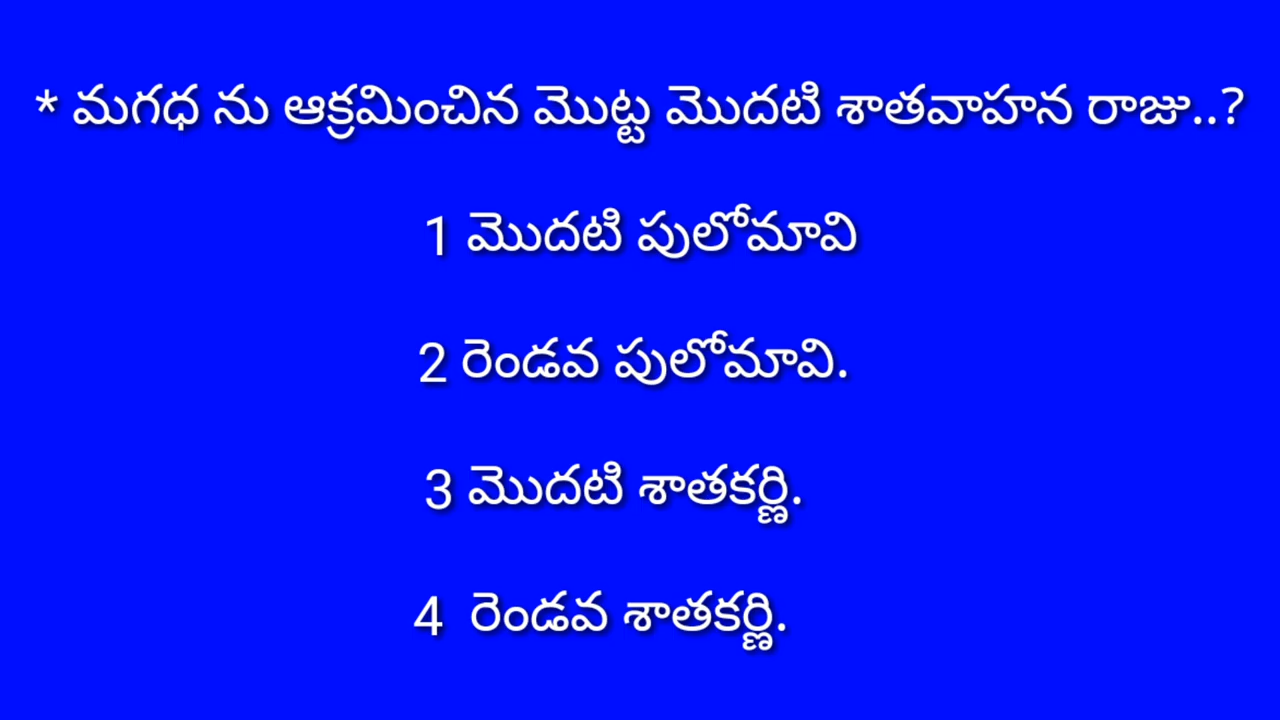 * మగధ ను ఆక్రమించిన మొట్ట మొదటి శాతవాహన రాజు..?
1 మొదటి పులోమావి
2 రెండవ పులోమావి.
3 మొదటి శాతకర్ణి.
4 రెండవ శాతకర్ణి.